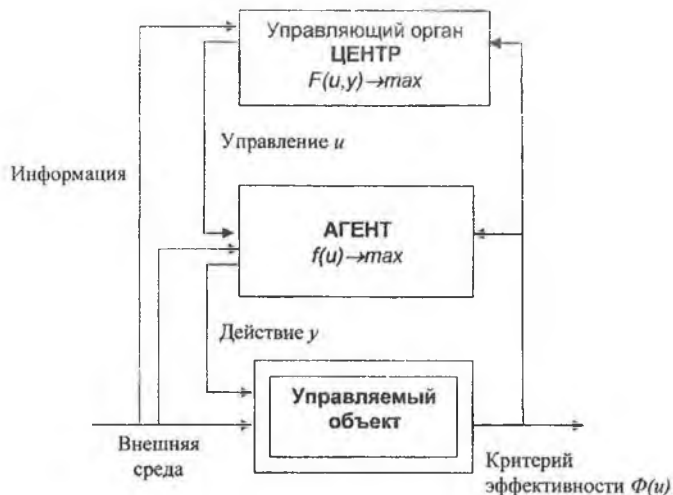 Управляющий орган
ЦЕНТР
F(u,y)→max
Управление u
Информация
АГЕНТ
f(u)→max
Действие y
Управляемый
объект
Внешняя
среда
Критерий
эффективности Φ(u)